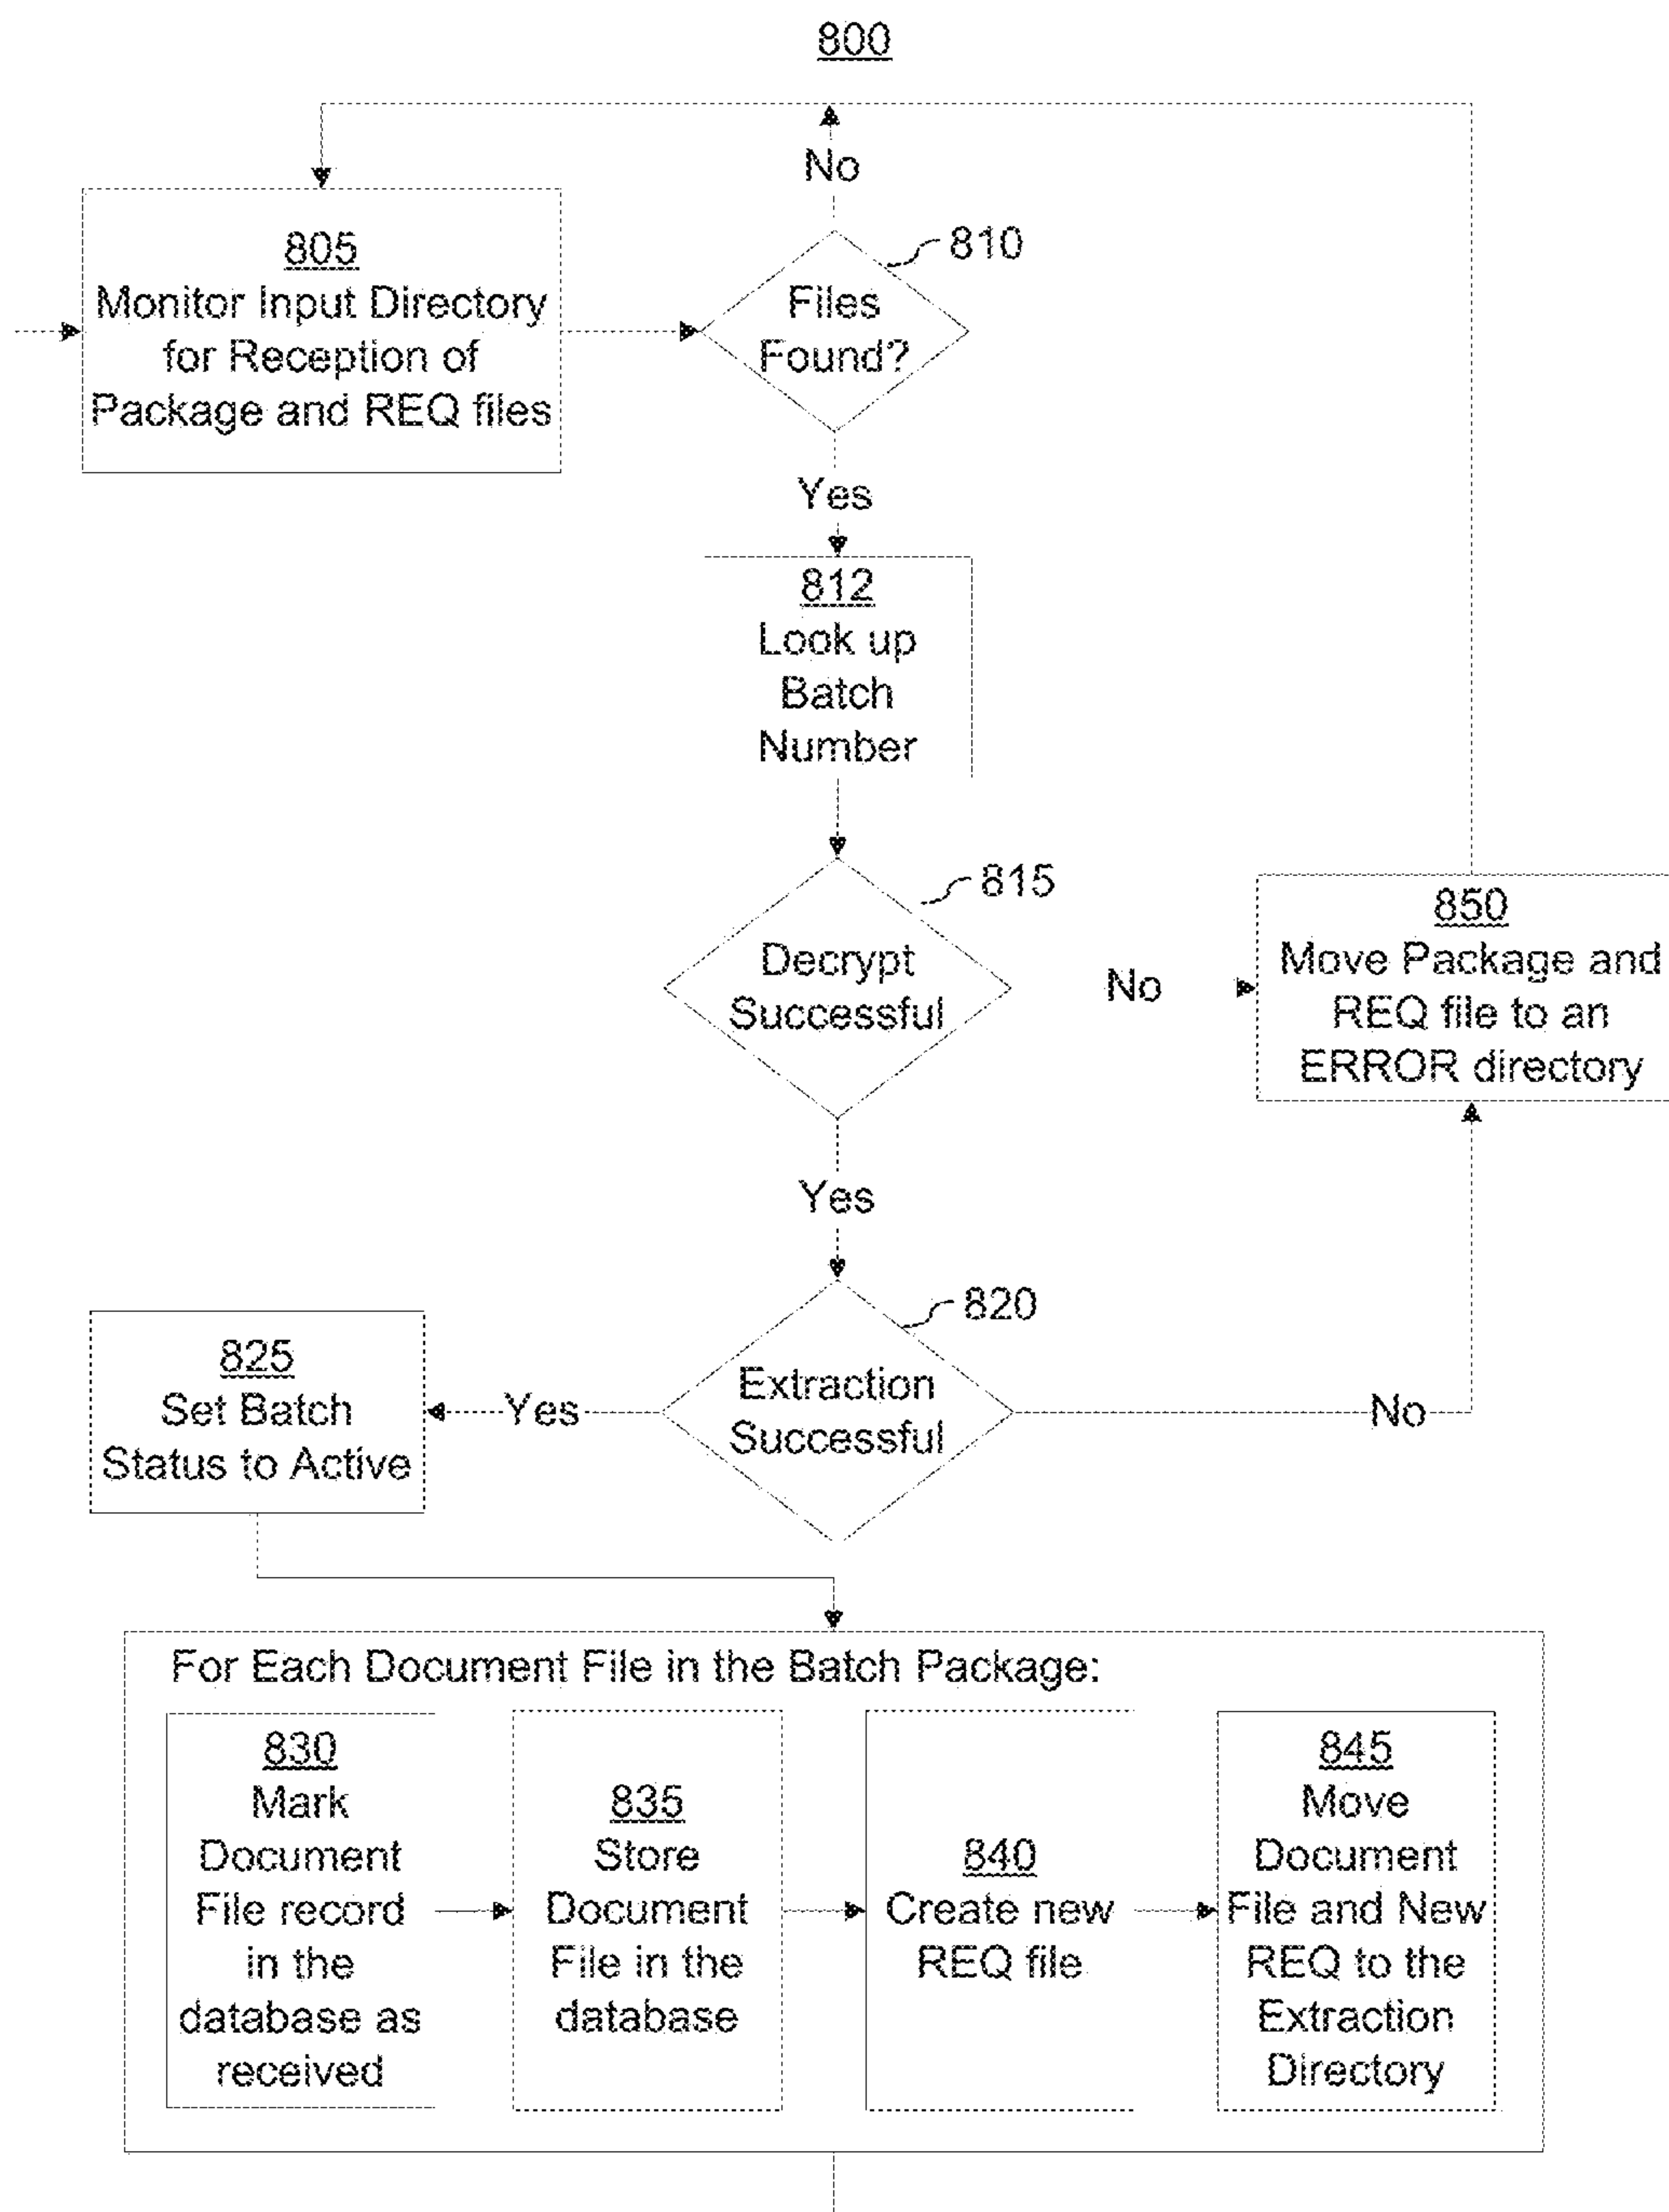 800
No
805
Monitor Input Directory
for Reception of
Package and REQ files
810
Files
Found?
Yes
812
Look up
Batch
Number
815
Decrypt
Successful
No
850
Move Package and
REQ file to an
ERROR directory
Yes
820
Extraction
Successful
Yes
No
825
Set Batch
Status to Active
For Each Document File in the Batch Package:
830
Mark
Document
File record
in the
database as
received
835
Store
Document
File in the
database
840
Create new
REQ file
845
Move
Document
File and New
REQ to the
Extraction
Directory